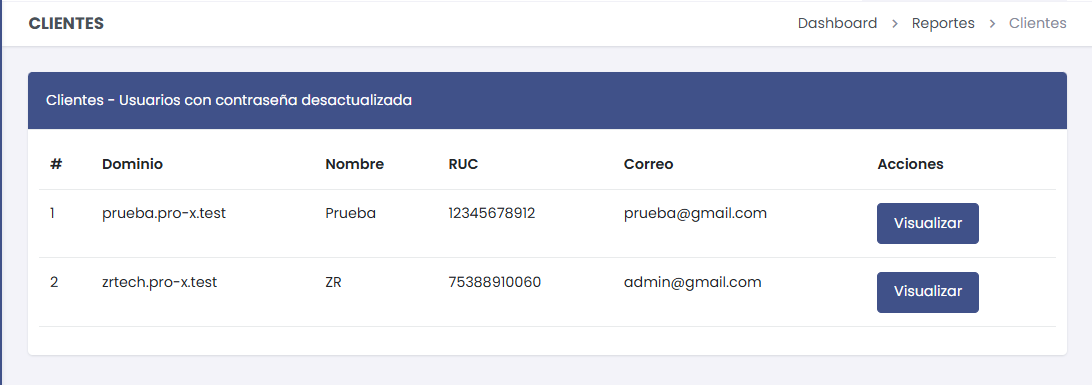 CLIENTES
Dashboard > Reportes > Clientes
Clientes - Usuarios con contraseña desactualizada
# Dominio Nombre RUC Correo Acciones
1 prueba.pro-x.test Prueba 12345678912 prueba@gmail.com Visualizar
2 zrtech.pro-x.test ZR 75388910060 admin@gmail.com Visualizar